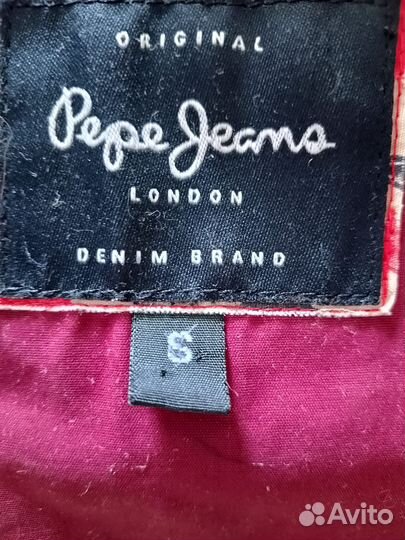 ORIGINAL
Pepe Jeans
LONDON
DENIM BRAND
S
Avito